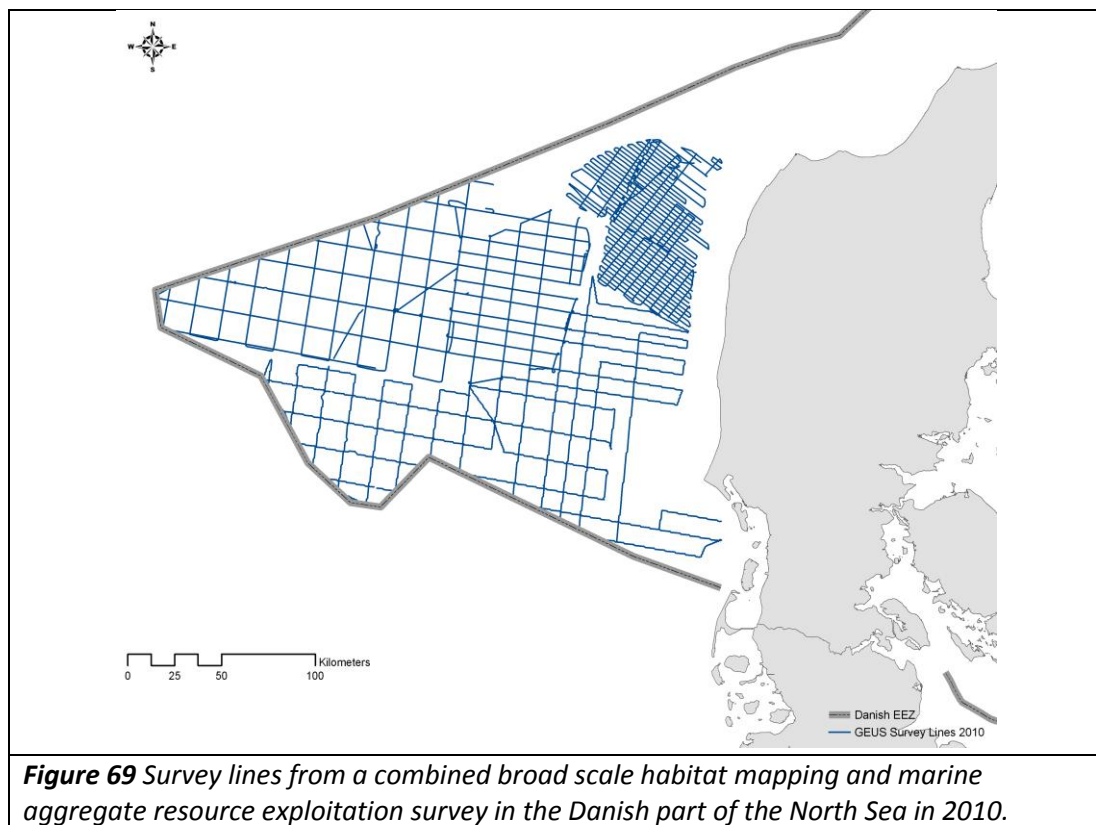 N
W E
S
Kilometers
0 25 50 100
Danish EEZ
GEUS Survey Lines 2010
Figure 69 Survey lines from a combined broad scale habitat mapping and marine
aggregate resource exploitation survey in the Danish part of the North Sea in 2010.